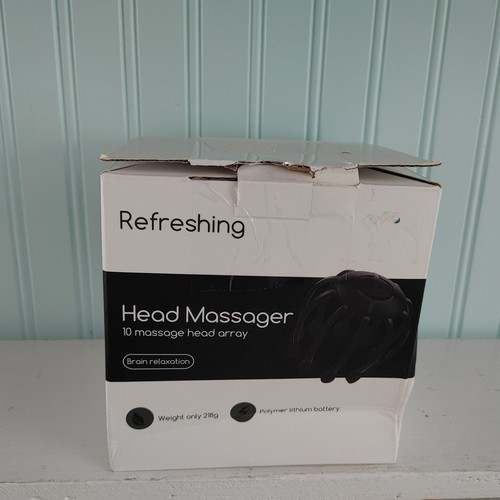 Refreshing
Head Massager
10 massage head array
Brain relaxation
Weight only 218g
Polymer lithium battery